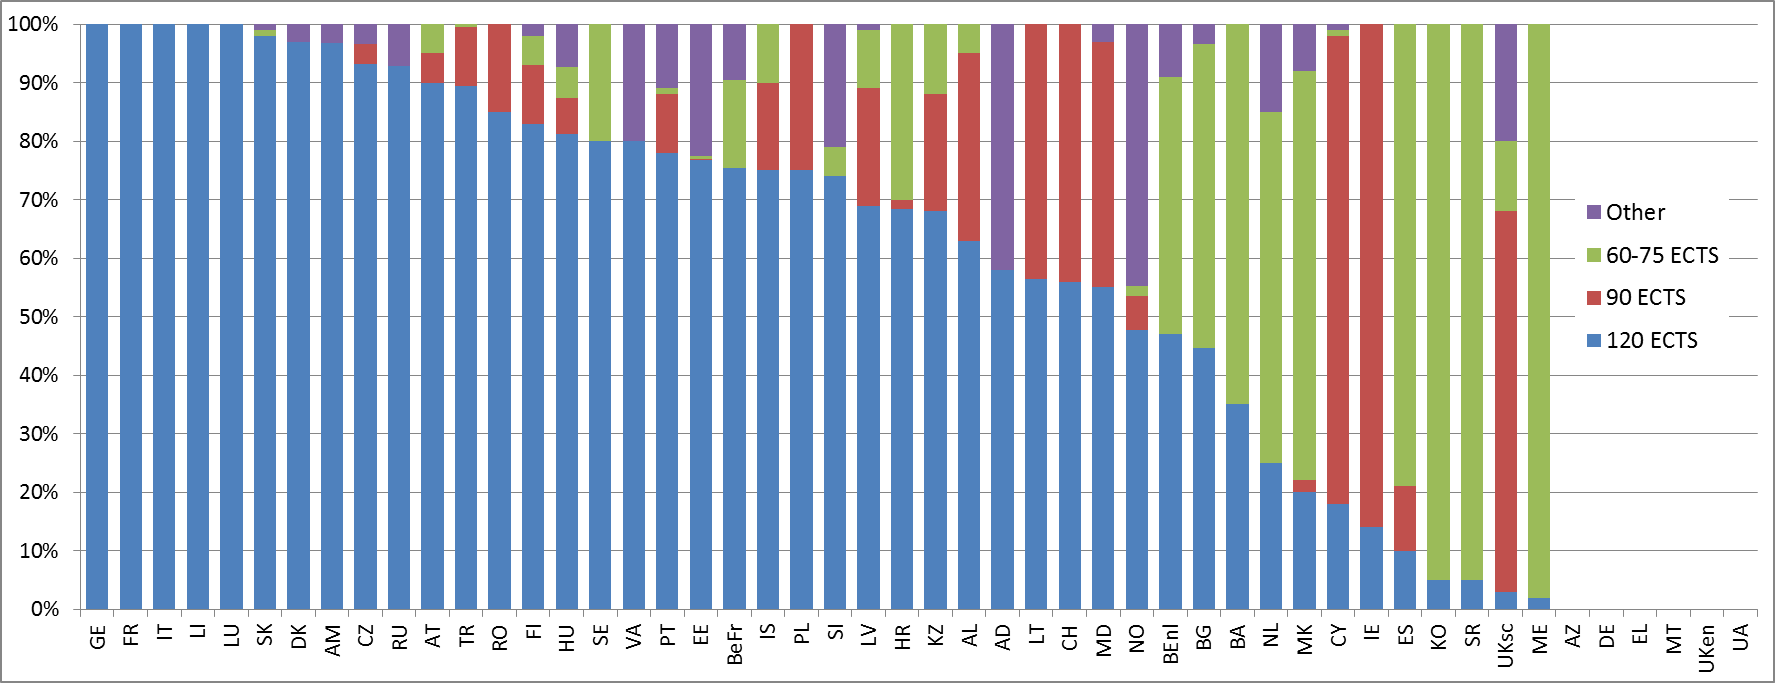 100%
90%
80%
70%
60%
50%
40%
30%
20%
10%
0%
GE
FR
IT
LI
LU
SK
DK
AM
CZ
RU
AT
TR
RO
FI
HU
SE
VA
PT
EE
BeFr
IS
PL
SI
LV
HR
KZ
AL
AD
LT
CH
MD
NO
BEnl
BG
BA
NL
MK
CY
IE
ES
KO
SR
UKsc
ME
AZ
DE
EL
MT
UKen
UA
Other
60-75 ECTS
90 ECTS
120 ECTS